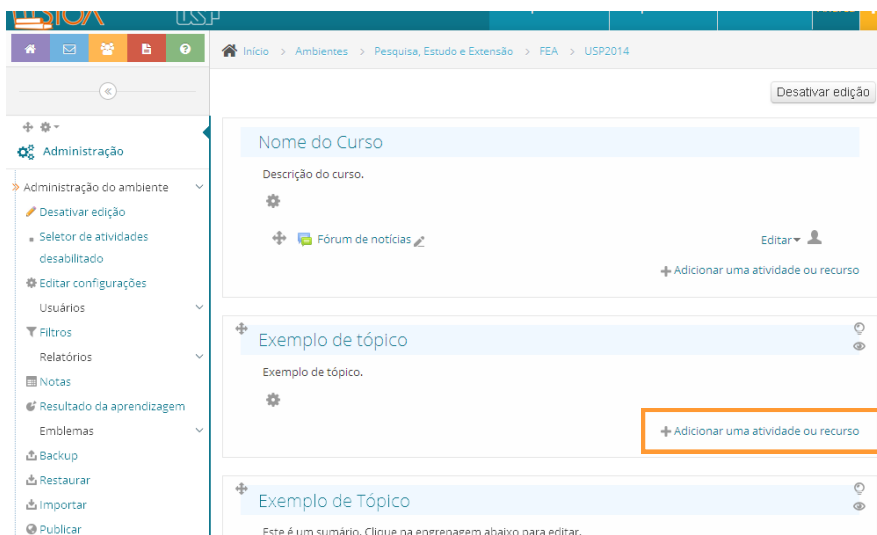 USP
Início > Ambientes > Pesquisa, Estudo e Extensão > FEA > USP2014
Desativar edição
Administração
Administração do ambiente
Desativar edição
Seletor de atividades
desabilitado
Editar configurações
Usuários
Filtros
Relatórios
Notas
Resultado da aprendizagem
Emblemas
Backup
Restaurar
Importar
Publicar
Nome do Curso
Descrição do curso.
Fórum de notícias
Editar
Adicionar uma atividade ou recurso
Exemplo de tópico
Exemplo de tópico.
Adicionar uma atividade ou recurso
Exemplo de Tópico
Este é um sumário. Clique na engrenagem abaixo para editar.